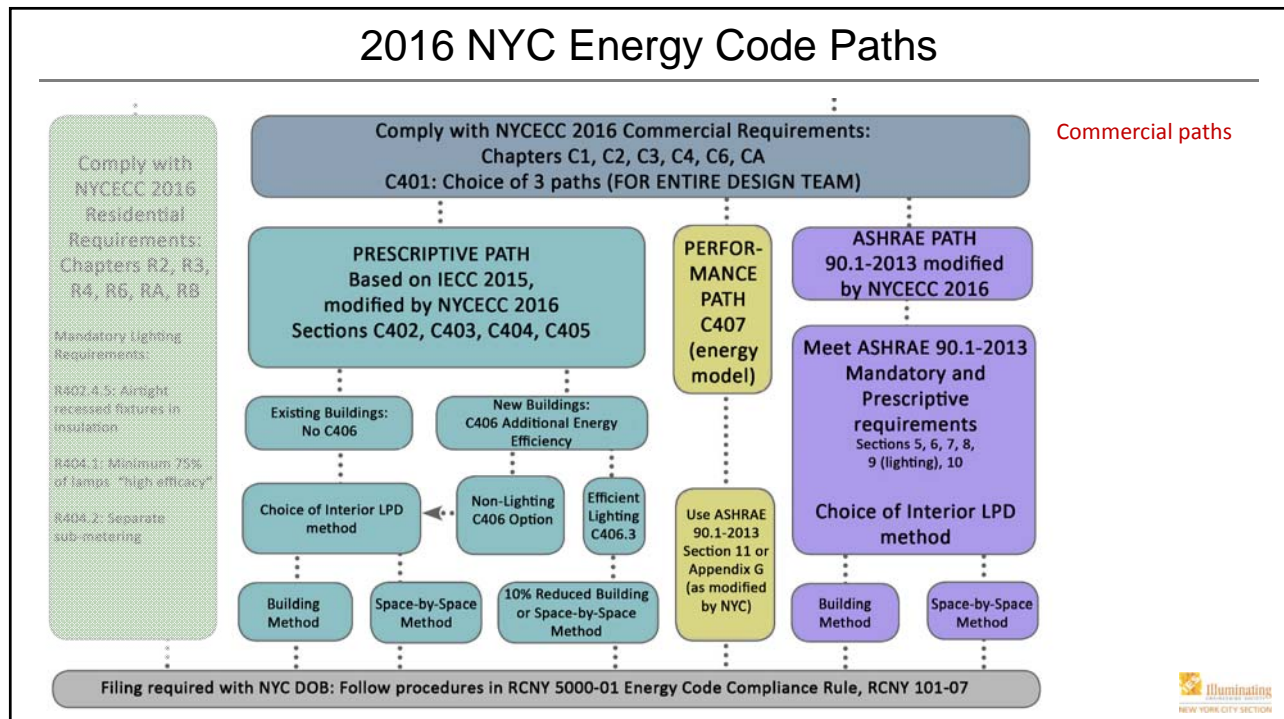 2016 NYC Energy Code Paths
Comply with
NYCECC 2016
Residential
Requirements:
Chapters R2, R3,
R4, R6, RA, RB
Mandatory Lighting
Requirements:
R402.4.5: Airtight
recessed fixtures in
insulation
R404.1: Minimum 75%
of lamps "high efficacy"
R404.2: Separate
sub-metering
Comply with NYCECC 2016 Commercial Requirements:
Chapters C1, C2, C3, C4, C6, CA
C401: Choice of 3 paths (FOR ENTIRE DESIGN TEAM)
Commercial paths
PRESCRIPTIVE PATH
Based on IECC 2015,
modified by NYCECC 2016
Sections C402, C403, C404, C405
Existing Buildings:
No C406
New Buildings:
C406 Additional Energy
Efficiency
Choice of Interior LPD
method
Non-Lighting
C406 Option
Efficient
Lighting
C406.3
Building
Method
Space-by-Space
Method
10% Reduced Building
or Space-by-Space
Method
PERFOR-
MANCE
PATH
C407
(energy
model)
Use ASHRAE
90.1-2013
Section 11 or
Appendix G
(as modified
by NYC)
ASHRAE PATH
90.1-2013 modified
by NYCECC 2016
Meet ASHRAE 90.1-2013
Mandatory and
Prescriptive
requirements
Sections 5, 6, 7, 8,
9 (lighting), 10
Choice of Interior LPD
method
Building
Method
Space-by-Space
Method
Filing required with NYC DOB: Follow procedures in RCNY 5000-01 Energy Code Compliance Rule, RCNY 101-07
Illuminating
ENGINEERING SOCIETY
NEW YORK CITY SECTION